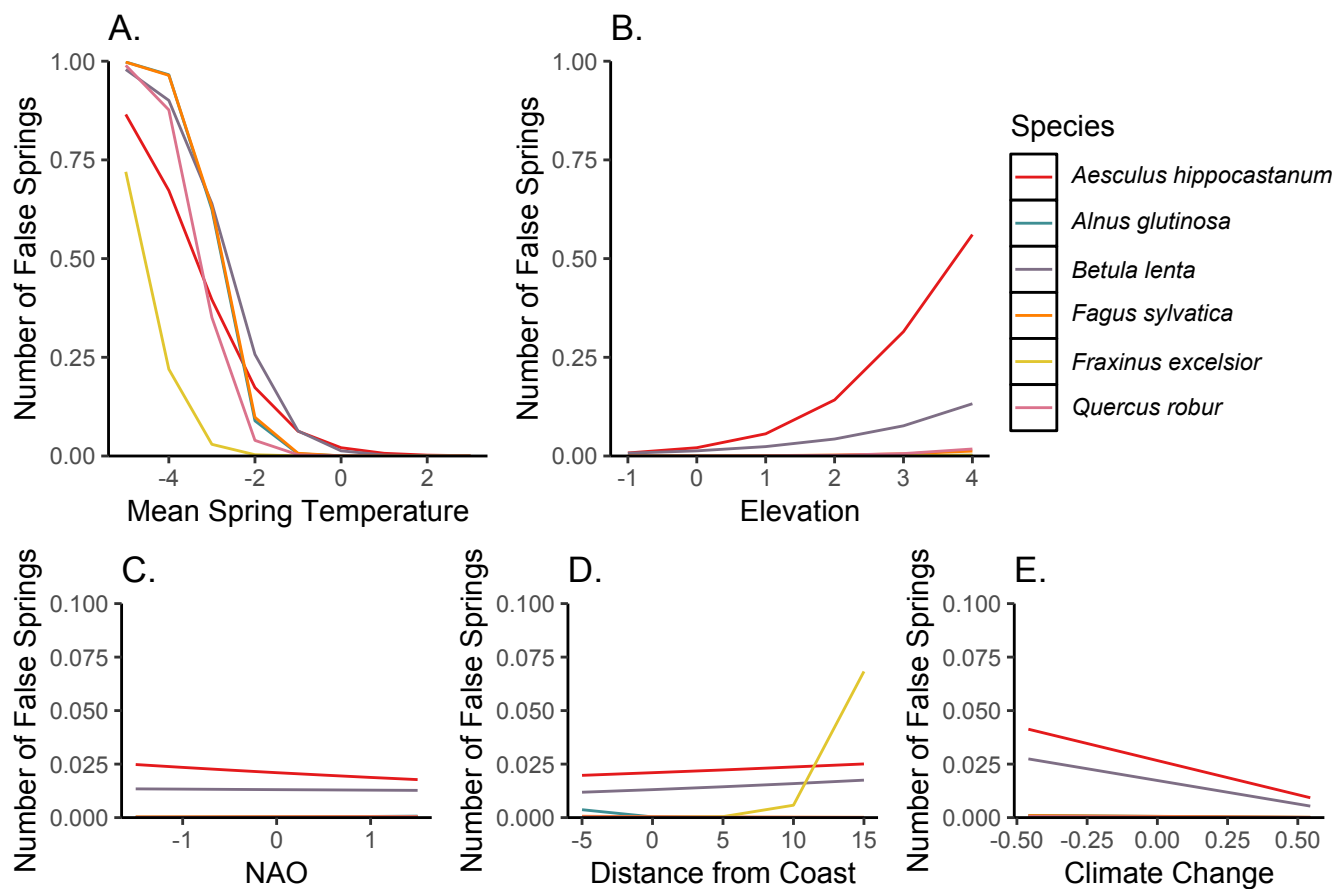 A.
Number of False Springs
1.00
0.75
0.50
0.25
0.00
-4
-2
0
2
Mean Spring Temperature
B.
Number of False Springs
1.00
0.75
0.50
0.25
0.00
-1
0
1
2
3
4
Elevation
Species
Aesculus hippocastanum
Alnus glutinosa
Betula lenta
Fagus sylvatica
Fraxinus excelsior
Quercus robur
C.
Number of False Springs
0.100
0.075
0.050
0.025
0.000
-1
0
1
NAO
D.
Number of False Springs
0.100
0.075
0.050
0.025
0.000
-5
0
5
10
15
Distance from Coast
E.
Number of False Springs
0.100
0.075
0.050
0.025
0.000
-0.50
-0.25
0.00
0.25
0.50
Climate Change